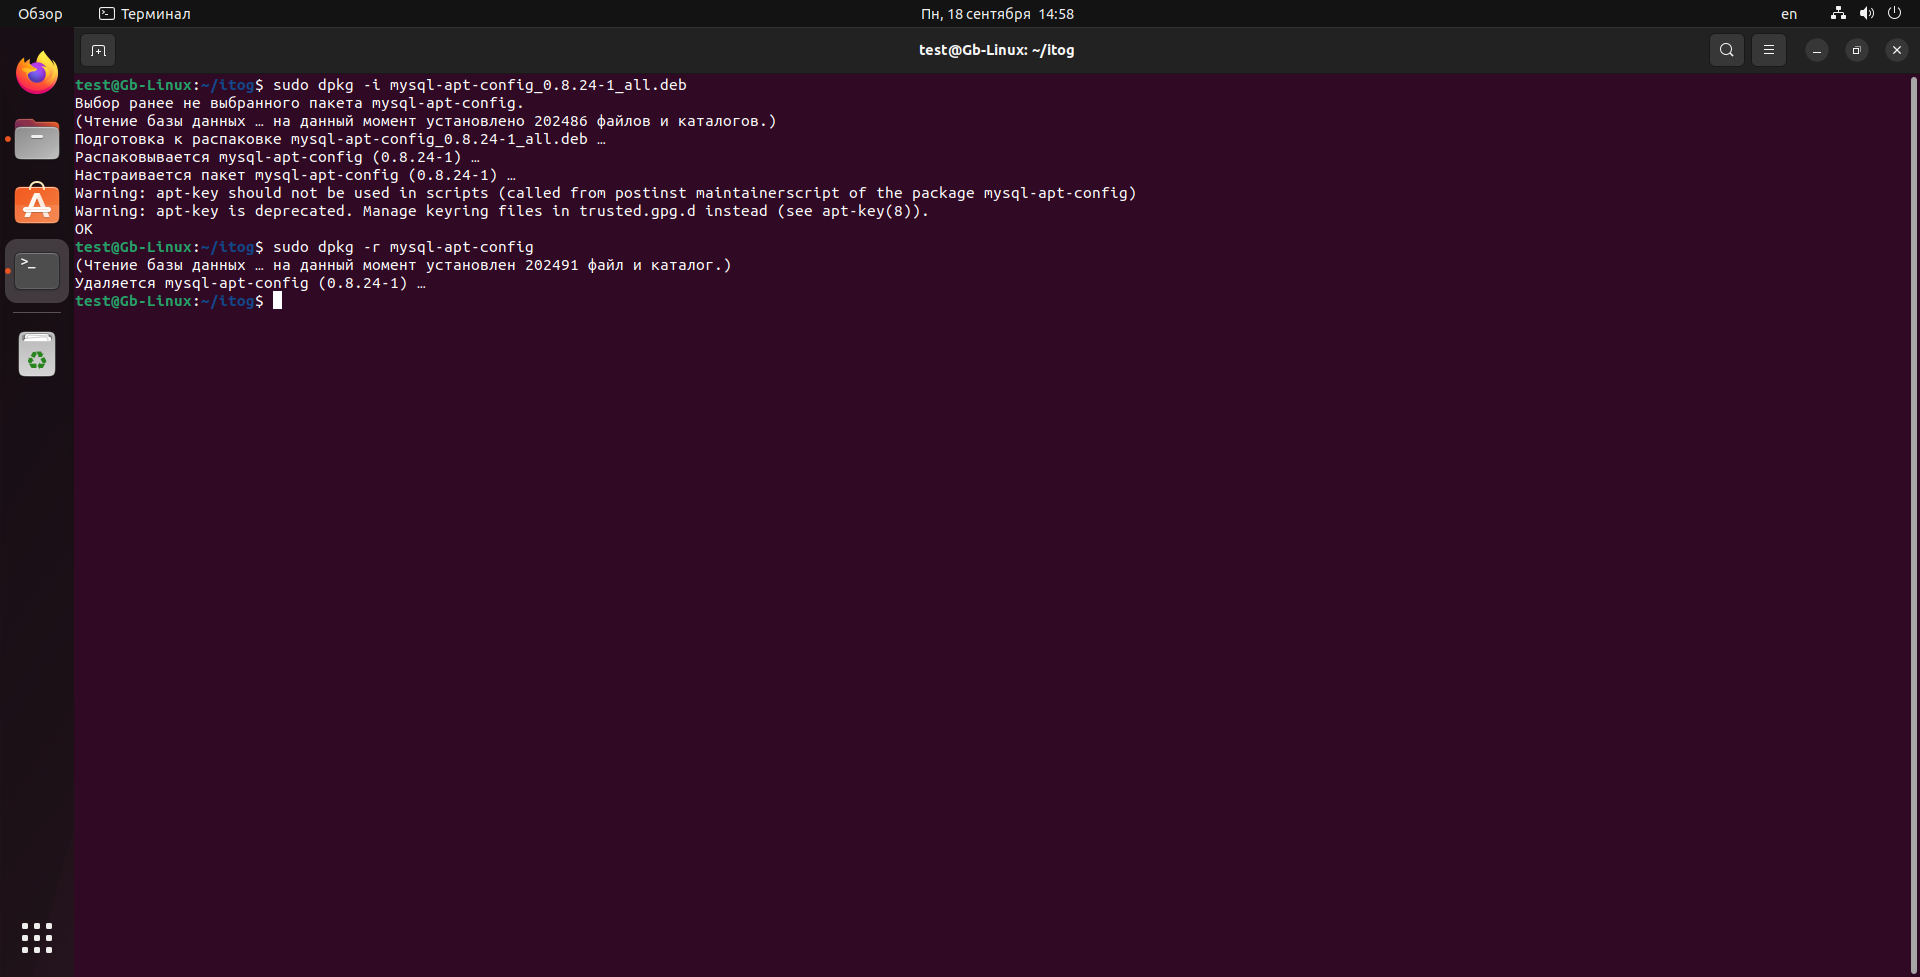 Обзор
Терминал
Пн, 18 сентября 14:58
en
test@Gb-Linux: ~/itog
test@Gb-Linux:~/itog$ sudo dpkg -i mysql-apt-config_0.8.24-1_all.deb
Выбор ранее не выбранного пакета mysql-apt-config.
(Чтение базы данных … на данный момент установлено 202486 файлов и каталогов.)
Подготовка к распаковке mysql-apt-config_0.8.24-1_all.deb …
Распаковывается mysql-apt-config (0.8.24-1) …
Настраивается пакет mysql-apt-config (0.8.24-1) …
Warning: apt-key should not be used in scripts (called from postinst maintainerscript of the package mysql-apt-config)
Warning: apt-key is deprecated. Manage keyring files in trusted.gpg.d instead (see apt-key(8)).
OK
test@Gb-Linux:~/itog$ sudo dpkg -r mysql-apt-config
(Чтение базы данных … на данный момент установлен 202491 файл и каталог.)
Удаляется mysql-apt-config (0.8.24-1) …
test@Gb-Linux:~/itog$